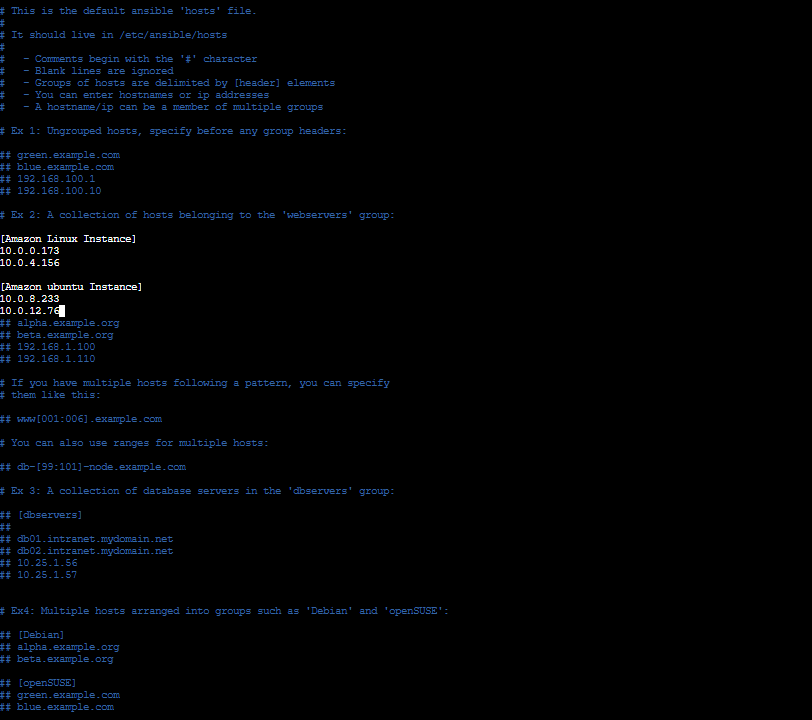 # This is the default ansible 'hosts' file.
#
# It should live in /etc/ansible/hosts
#
#   - Comments begin with the '#' character
#   - Blank lines are ignored
#   - Groups of hosts are delimited by [header] elements
#   - You can enter hostnames or ip addresses
#   - A hostname/ip can be a member of multiple groups
# Ex 1: Ungrouped hosts, specify before any group headers:
## green.example.com
## blue.example.com
## 192.168.100.1
## 192.168.100.10
# Ex 2: A collection of hosts belonging to the 'webservers' group:
[Amazon Linux Instance]
10.0.0.173
10.0.4.156
[Amazon ubuntu Instance]
10.0.8.233
10.0.12.76
## alpha.example.org
## beta.example.org
## 192.168.1.100
## 192.168.1.110
# If you have multiple hosts following a pattern, you can specify
# them like this:
## www[001:006].example.com
# You can also use ranges for multiple hosts:
## db-[99:101]-node.example.com
# Ex 3: A collection of database servers in the 'dbservers' group:
## [dbservers]
##
## db01.intranet.mydomain.net
## db02.intranet.mydomain.net
## 10.25.1.56
## 10.25.1.57
# Ex4: Multiple hosts arranged into groups such as 'Debian' and 'openSUSE':
## [Debian]
## alpha.example.org
## beta.example.org
## [openSUSE]
## green.example.com
## blue.example.com